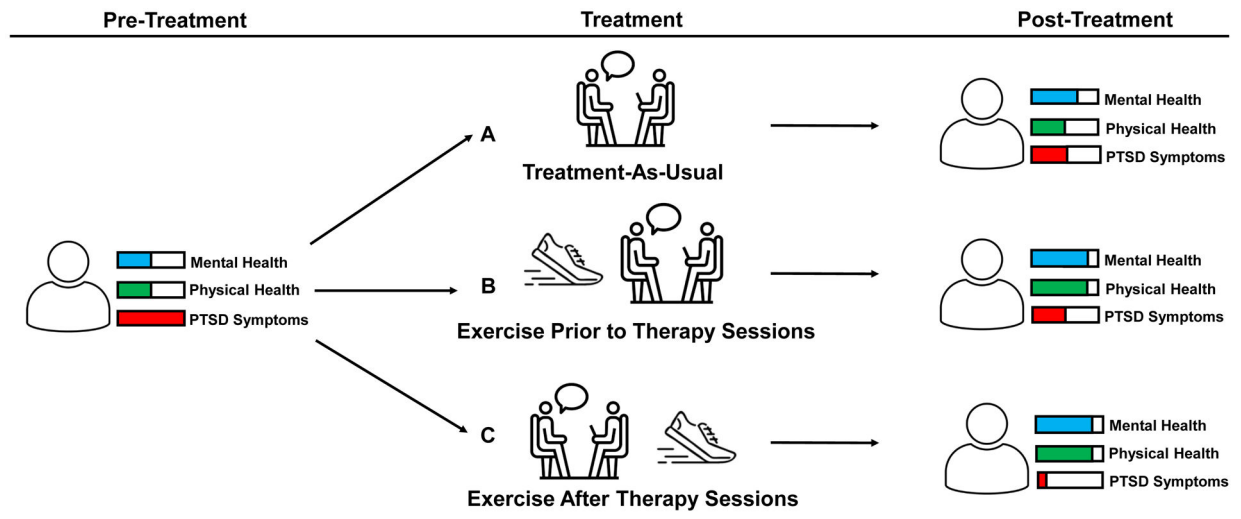 Pre-Treatment
Treatment
Post-Treatment
Mental Health
Physical Health
PTSD Symptoms
A
Treatment-As-Usual
Mental Health
Physical Health
PTSD Symptoms
B
Exercise Prior to Therapy Sessions
Mental Health
Physical Health
PTSD Symptoms
C
Exercise After Therapy Sessions
Mental Health
Physical Health
PTSD Symptoms